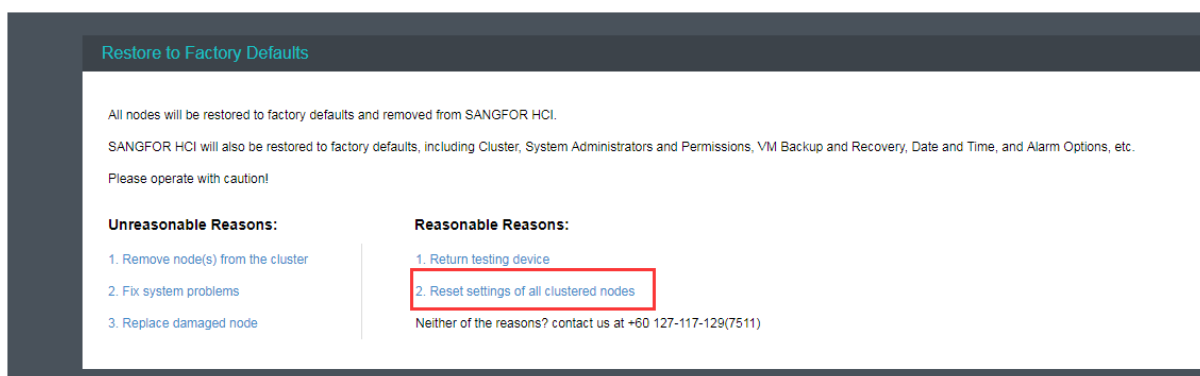 Restore to Factory Defaults
All nodes will be restored to factory defaults and removed from SANGFOR HCI.
SANGFOR HCI will also be restored to factory defaults, including Cluster, System Administrators and Permissions, VM Backup and Recovery, Date and Time, and Alarm Options, etc.
Please operate with caution!
Unreasonable Reasons:
1. Remove node(s) from the cluster
2. Fix system problems
3. Replace damaged node
Reasonable Reasons:
1. Return testing device
2. Reset settings of all clustered nodes
Neither of the reasons? contact us at +60 127-117-129(7511)